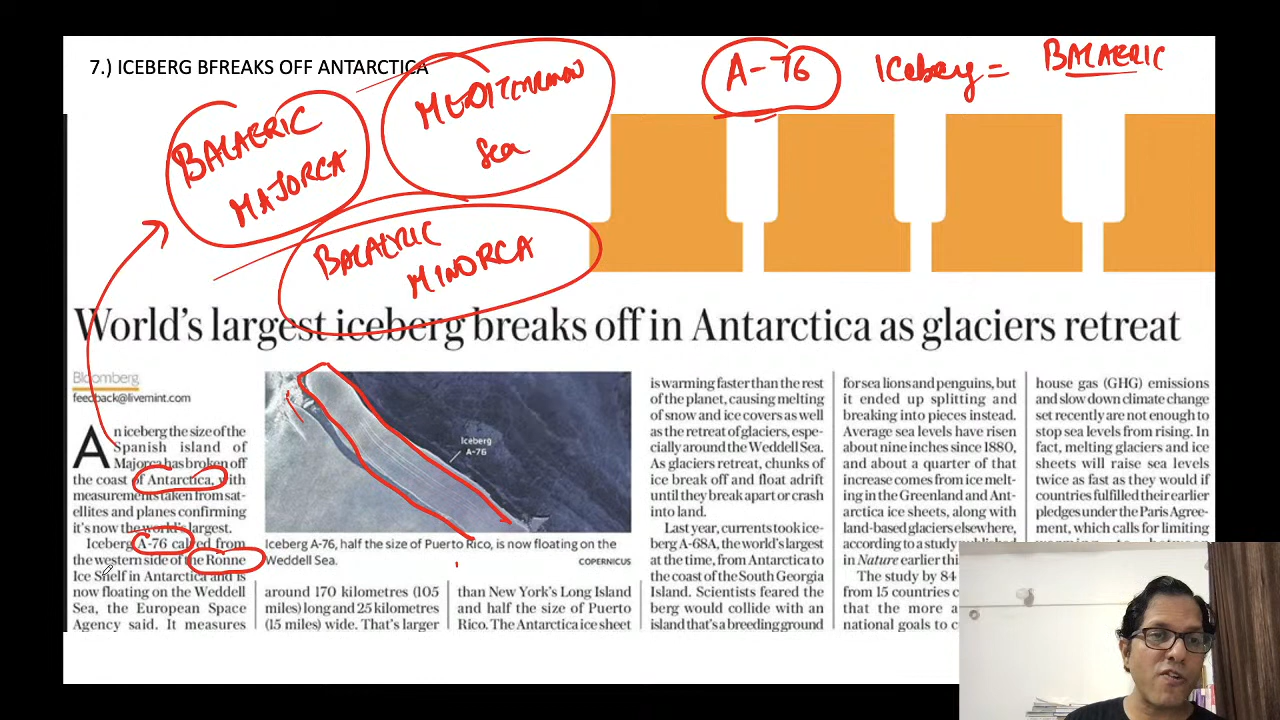 7.) ICEBERG BFREAKS OFF ANTARCTICA
A-76 Iceberg = BALAERIC
BALAERIC
MAJORCA
MEDITERRANEAN
Sea
BALAERIC
MINORCA
World's largest iceberg breaks off in Antarctica as glaciers retreat
Bloomberg
feedback@livemint.com
An iceberg the size of the
Spanish island of
Majorca has broken off
the coast of Antarctica, with
measurements taken from sat-
ellites and planes confirming
it's now the world's largest.
Iceberg A-76 calved from
the western side of the Ronne
Ice Shelf in Antarctica and is
now floating on the Weddell
Sea, the European Space
Agency said. It measures
Iceberg
A-76
Iceberg A-76, half the size of Puerto Rico, is now floating on the
Weddell Sea.
COPERNICUS
around 170 kilometres (105
miles) long and 25 kilometres
(15 miles) wide. That's larger
than New York's Long Island
and half the size of Puerto
Rico. The Antarctica ice sheet
is warming faster than the rest
of the planet, causing melting
of snow and ice covers as well
as the retreat of glaciers, espe-
cially around the Weddell Sea.
As glaciers retreat, chunks of
ice break off and float adrift
until they break apart or crash
into land.
Last year, currents took ice-
berg A-68A, the world's largest
at the time, from Antarctica to
the coast of the South Georgia
Island. Scientists feared the
berg would collide with an
island that's a breeding ground
for sea lions and penguins, but
it ended up splitting and
breaking into pieces instead.
Average sea levels have risen
about nine inches since 1880,
and about a quarter of that
increase comes from ice melt-
ing in the Greenland and Ant-
arctica ice sheets, along with
land-based glaciers elsewhere,
according to a study published
in Nature earlier thi
The study by 84
from 15 countries c
that the more a
national goals to c
house gas (GHG) emissions
and slow down climate change
set recently are not enough to
stop sea levels from rising. In
fact, melting glaciers and ice
sheets will raise sea levels
twice as fast as they would if
countries fulfilled their earlier
pledges under the Paris Agree-
ment, which calls for limiting